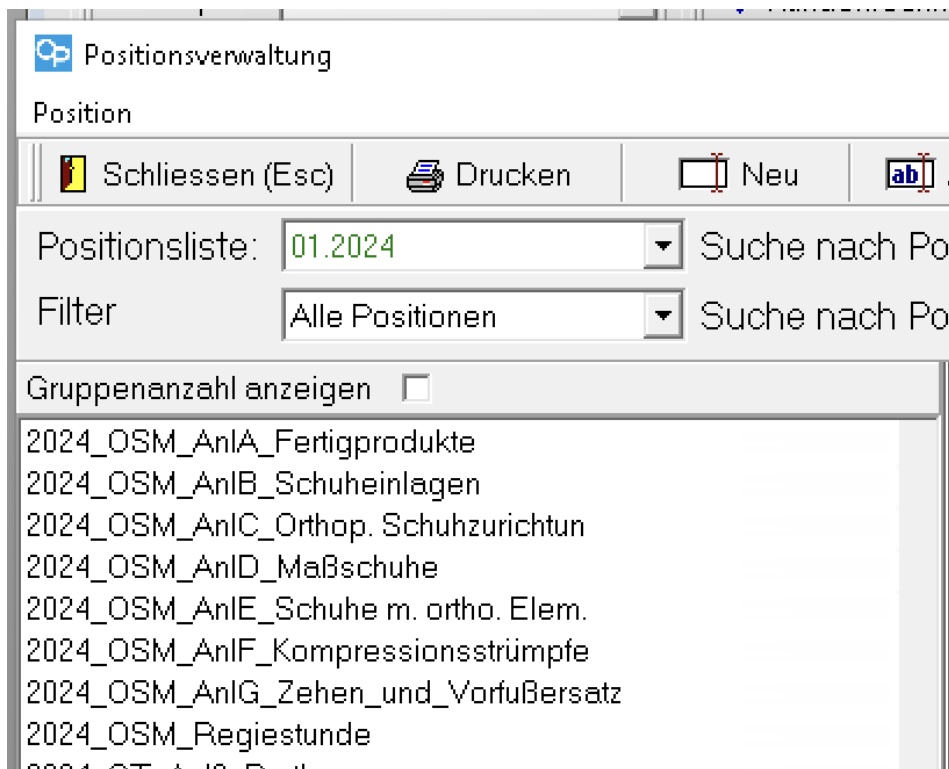 Positionsverwaltung
Position
Schliessen (Esc) Drucken Neu ab
Positionsliste: 01.2024 Suche nach Po
Filter Alle Positionen Suche nach Po
Gruppenanzahl anzeigen
2024_OSM_AnlA_Fertigprodukte
2024_OSM_AnlB_Schuheinlagen
2024_OSM_AnlC_Orthop. Schuhzurichtun
2024_OSM_AnlD_Maßschuhe
2024_OSM_AnlE_Schuhe m. ortho. Elem.
2024_OSM_AnlF_Kompressionsstrümpfe
2024_OSM_AnlG_Zehen_und_Vorfußersatz
2024_OSM_Regiestunde